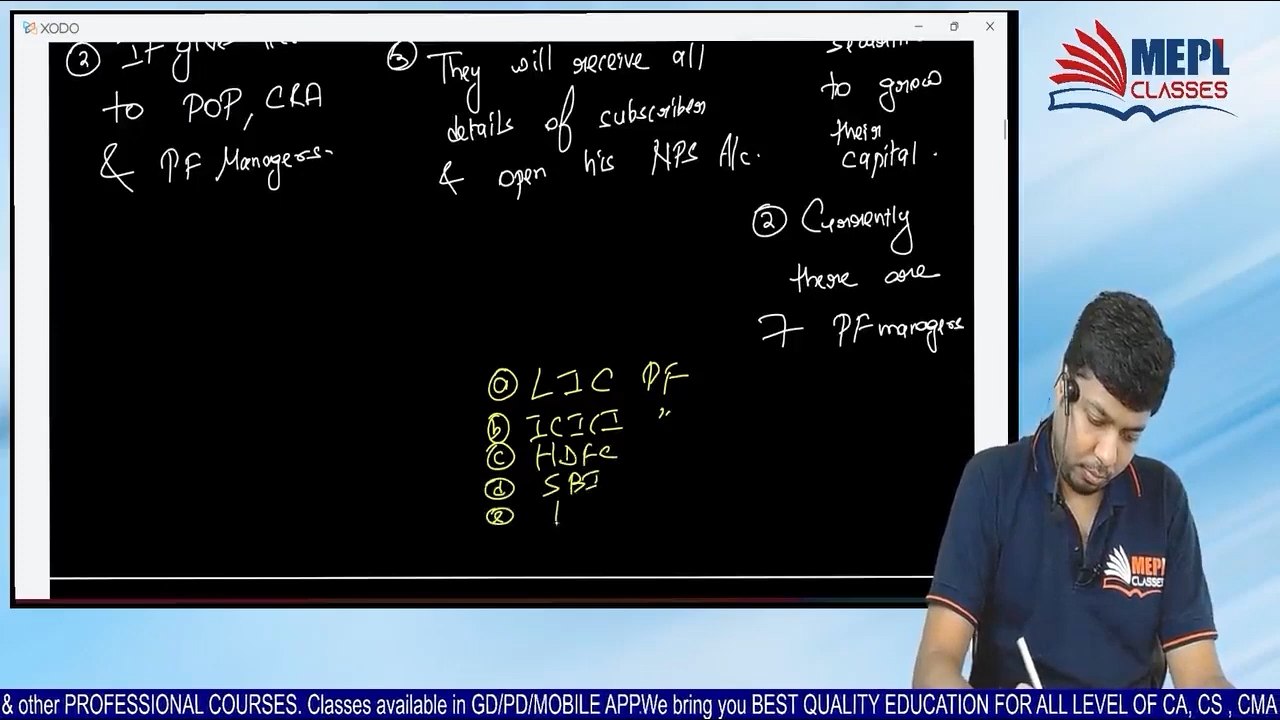 XODO
② It give
to POP, CRA
& PF Managers.
They will receive all
details of subscriber
& open his NPS A/c.
to grow
their
capital.
② Currently
there are
7 PF managers
ⓐ LIC PF
ⓑ ICICI "
ⓒ HDFC
ⓓ SBI
ⓔ
MEPL
CLASSES
MEPL
CLASSES
& other PROFESSIONAL COURSES. Classes available in GD/PD/MOBILE APP.We bring you BEST QUALITY EDUCATION FOR ALL LEVEL OF CA, CS , CMA